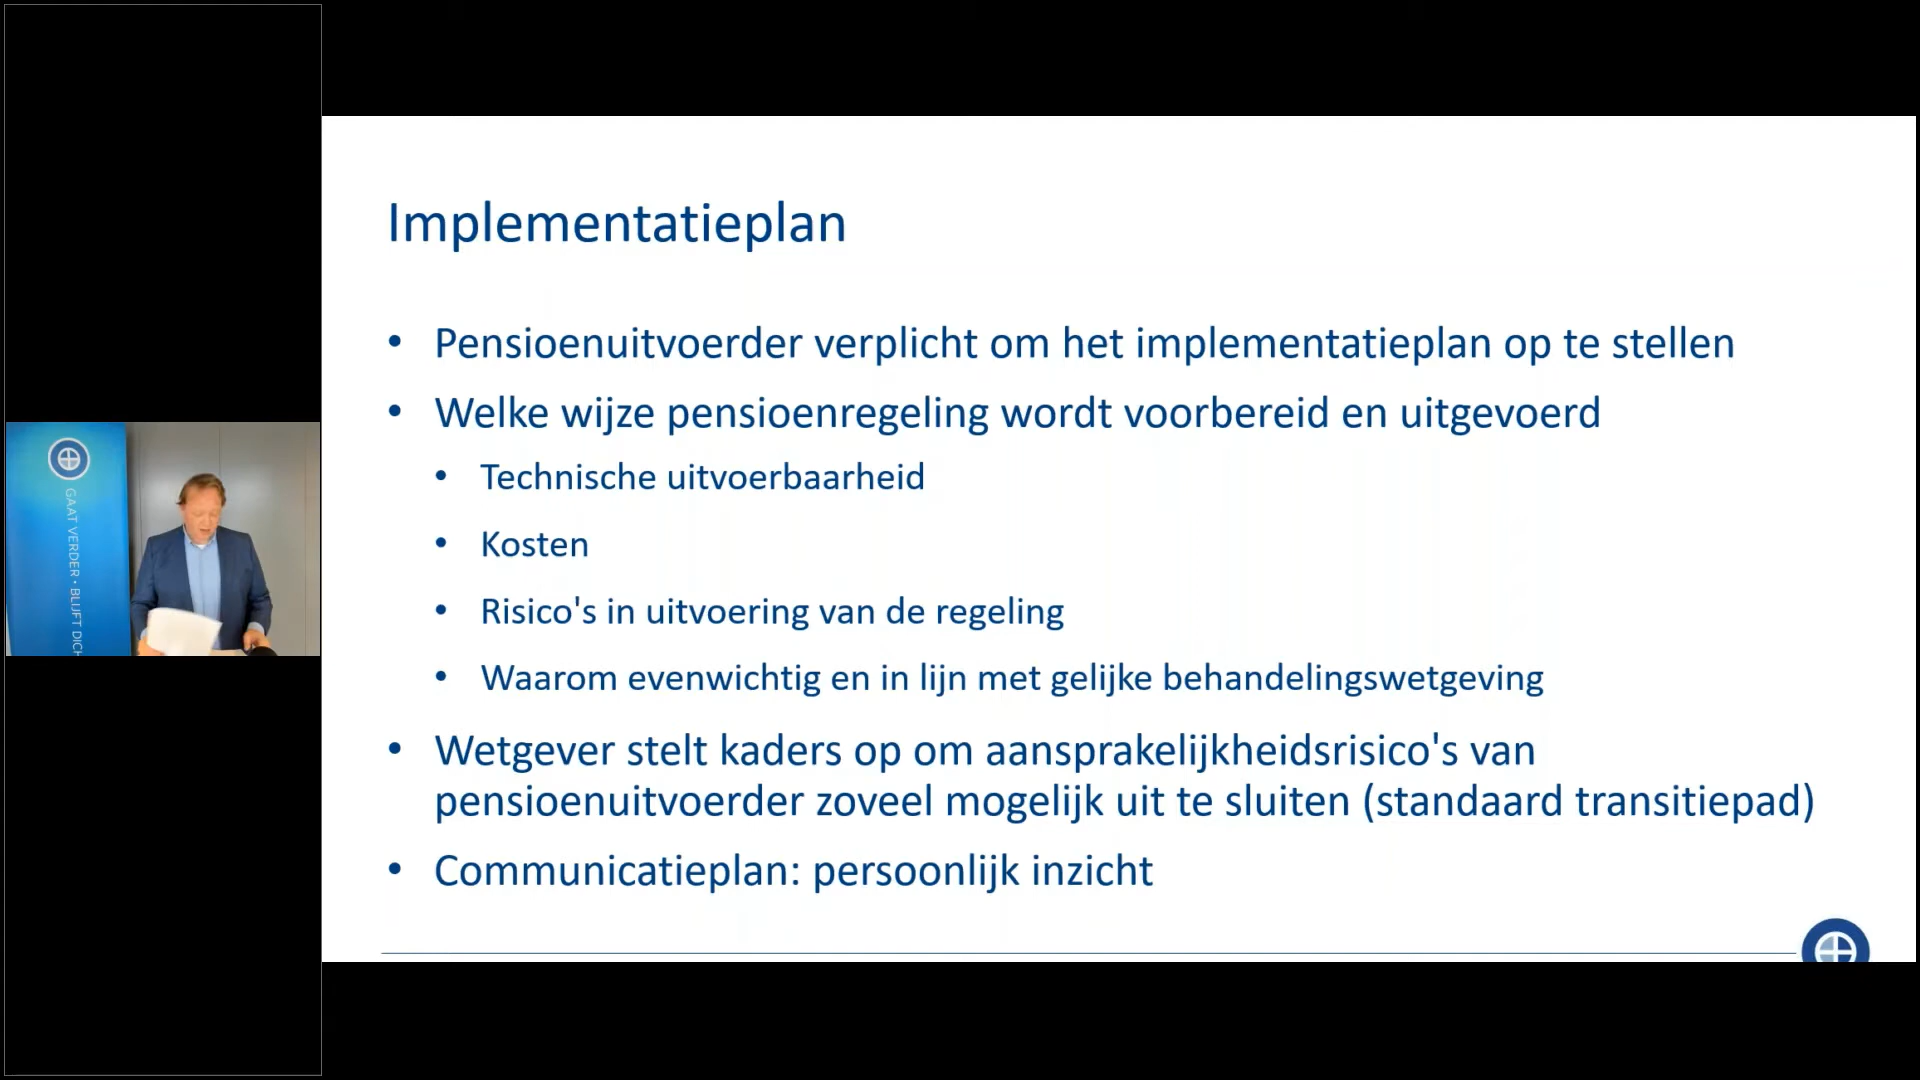 Implementatieplan
• Pensioenuitvoerder verplicht om het implementatieplan op te stellen
• Welke wijze pensioenregeling wordt voorbereid en uitgevoerd
• Technische uitvoerbaarheid
• Kosten
• Risico's in uitvoering van de regeling
• Waarom evenwichtig en in lijn met gelijke behandelingswetgeving
• Wetgever stelt kaders op om aansprakelijkheidsrisico's van
pensioenuitvoerder zoveel mogelijk uit te sluiten (standaard transitiepad)
• Communicatieplan: persoonlijk inzicht
GAAT VERDER • BLIJFT DICH